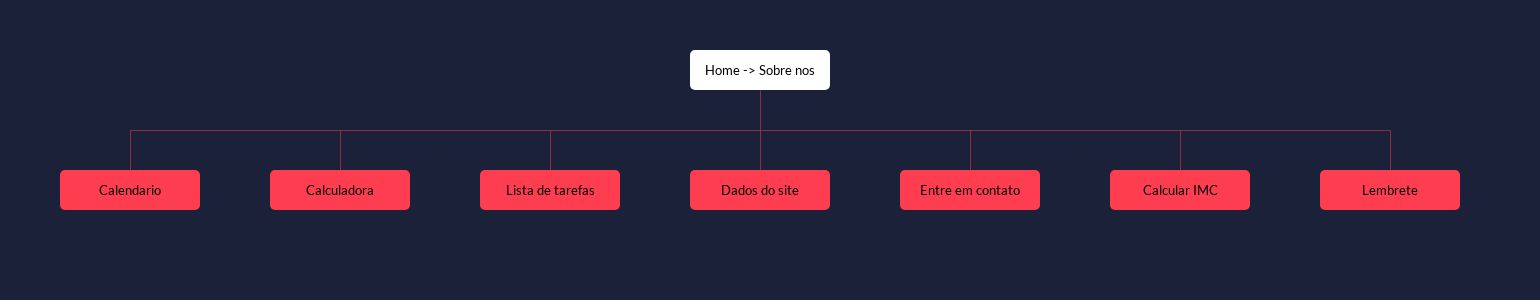 Home -> Sobre nos
Calendario
Calculadora
Lista de tarefas
Dados do site
Entre em contato
Calcular IMC
Lembrete